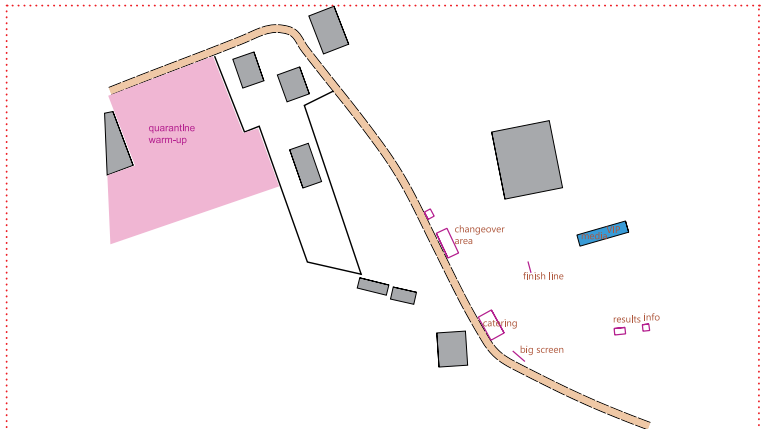 quarantine
warm-up
changeover
area
finish line
results
info
catering
big screen